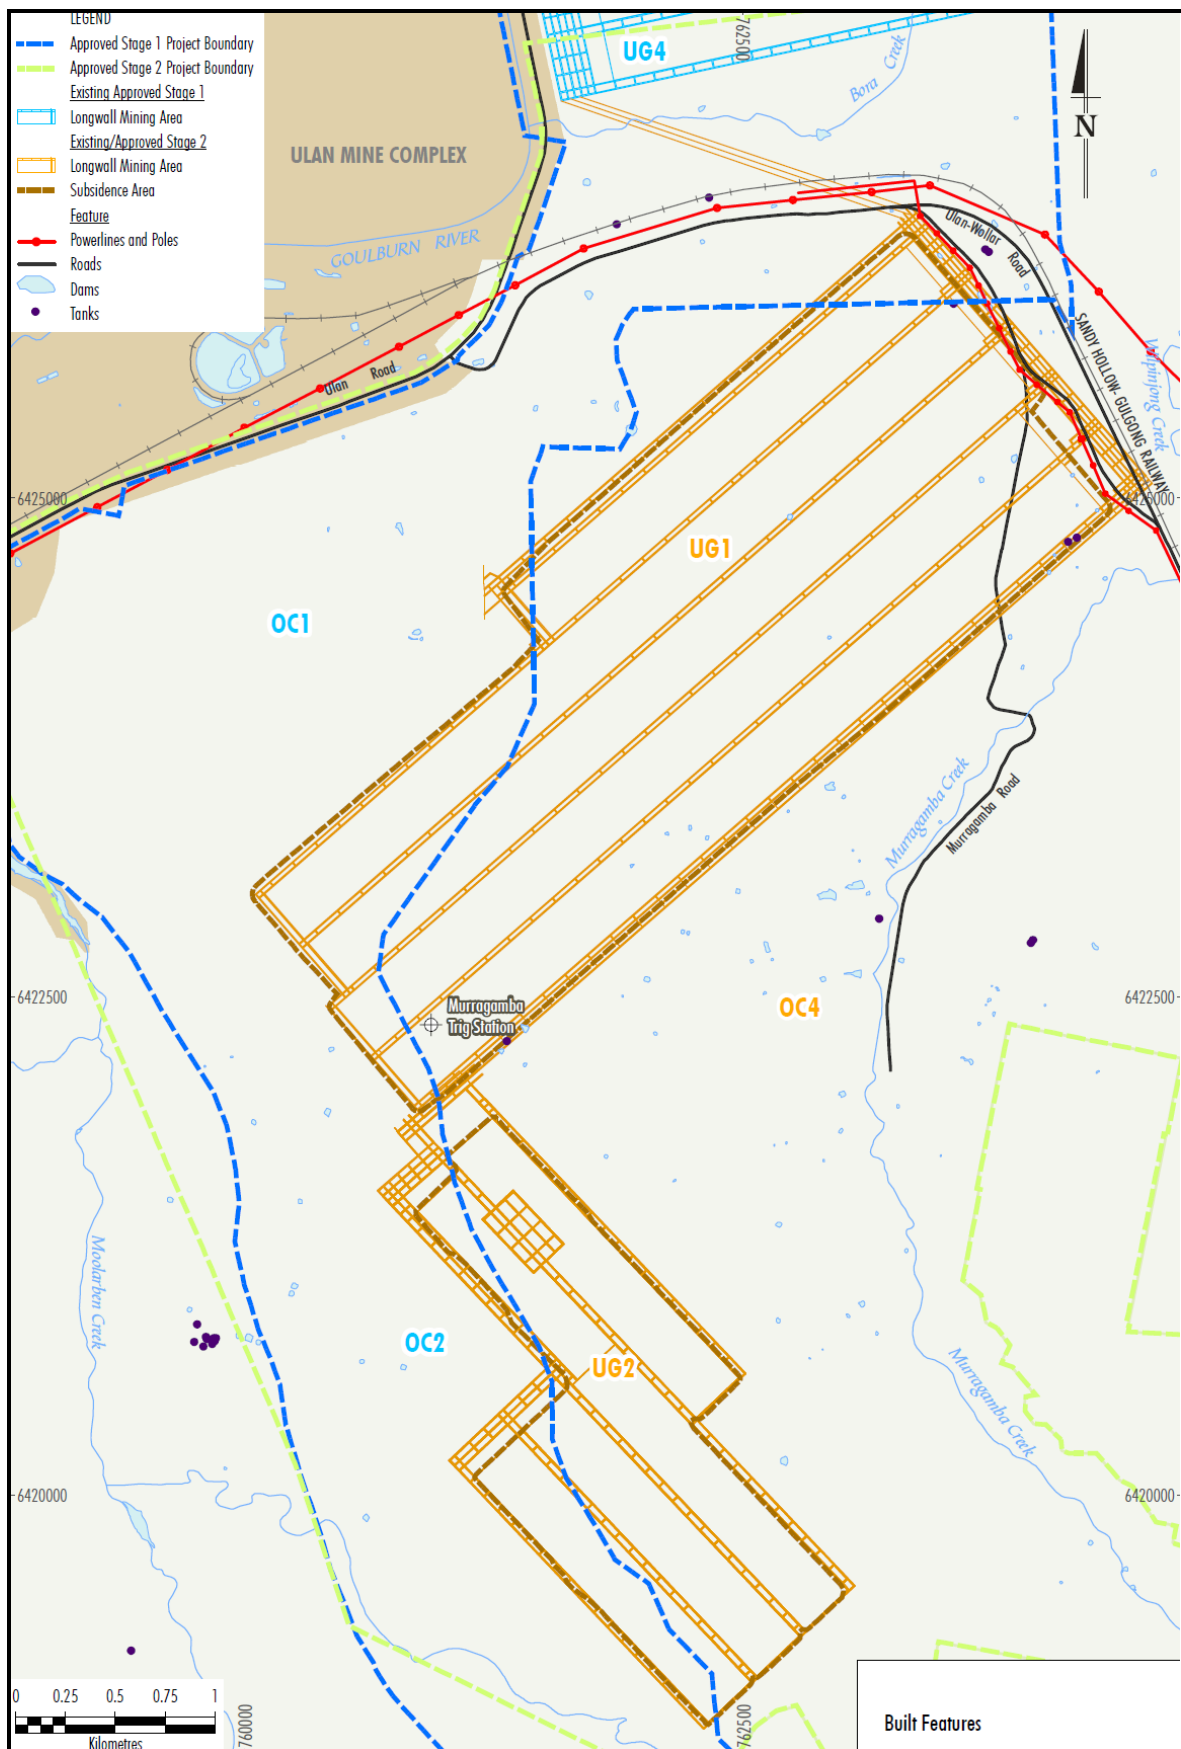 LEGEND
Approved Stage 1 Project Boundary
Approved Stage 2 Project Boundary
Existing Approved Stage 1
Longwall Mining Area
Existing/Approved Stage 2
Longwall Mining Area
Subsidence Area
Feature
Powerlines and Poles
Roads
Dams
Tanks
762500
UG4
Bora Creek
N
ULAN MINE COMPLEX
GOULBURN RIVER
Ulan-Wollar Road
SANDY HOLLOW- GULGONG RAILWAY
Wilpinjong Creek
Ulan Road
6425000
6425000
UG1
OC1
Murragamba Creek
Murragamba Road
6422500
6422500
Murragamba
Trig Station
OC4
Moolarben Creek
OC2
UG2
Murragamba Creek
6420000
6420000
0 0.25 0.5 0.75 1
Kilometres
760000
762500
Built Features